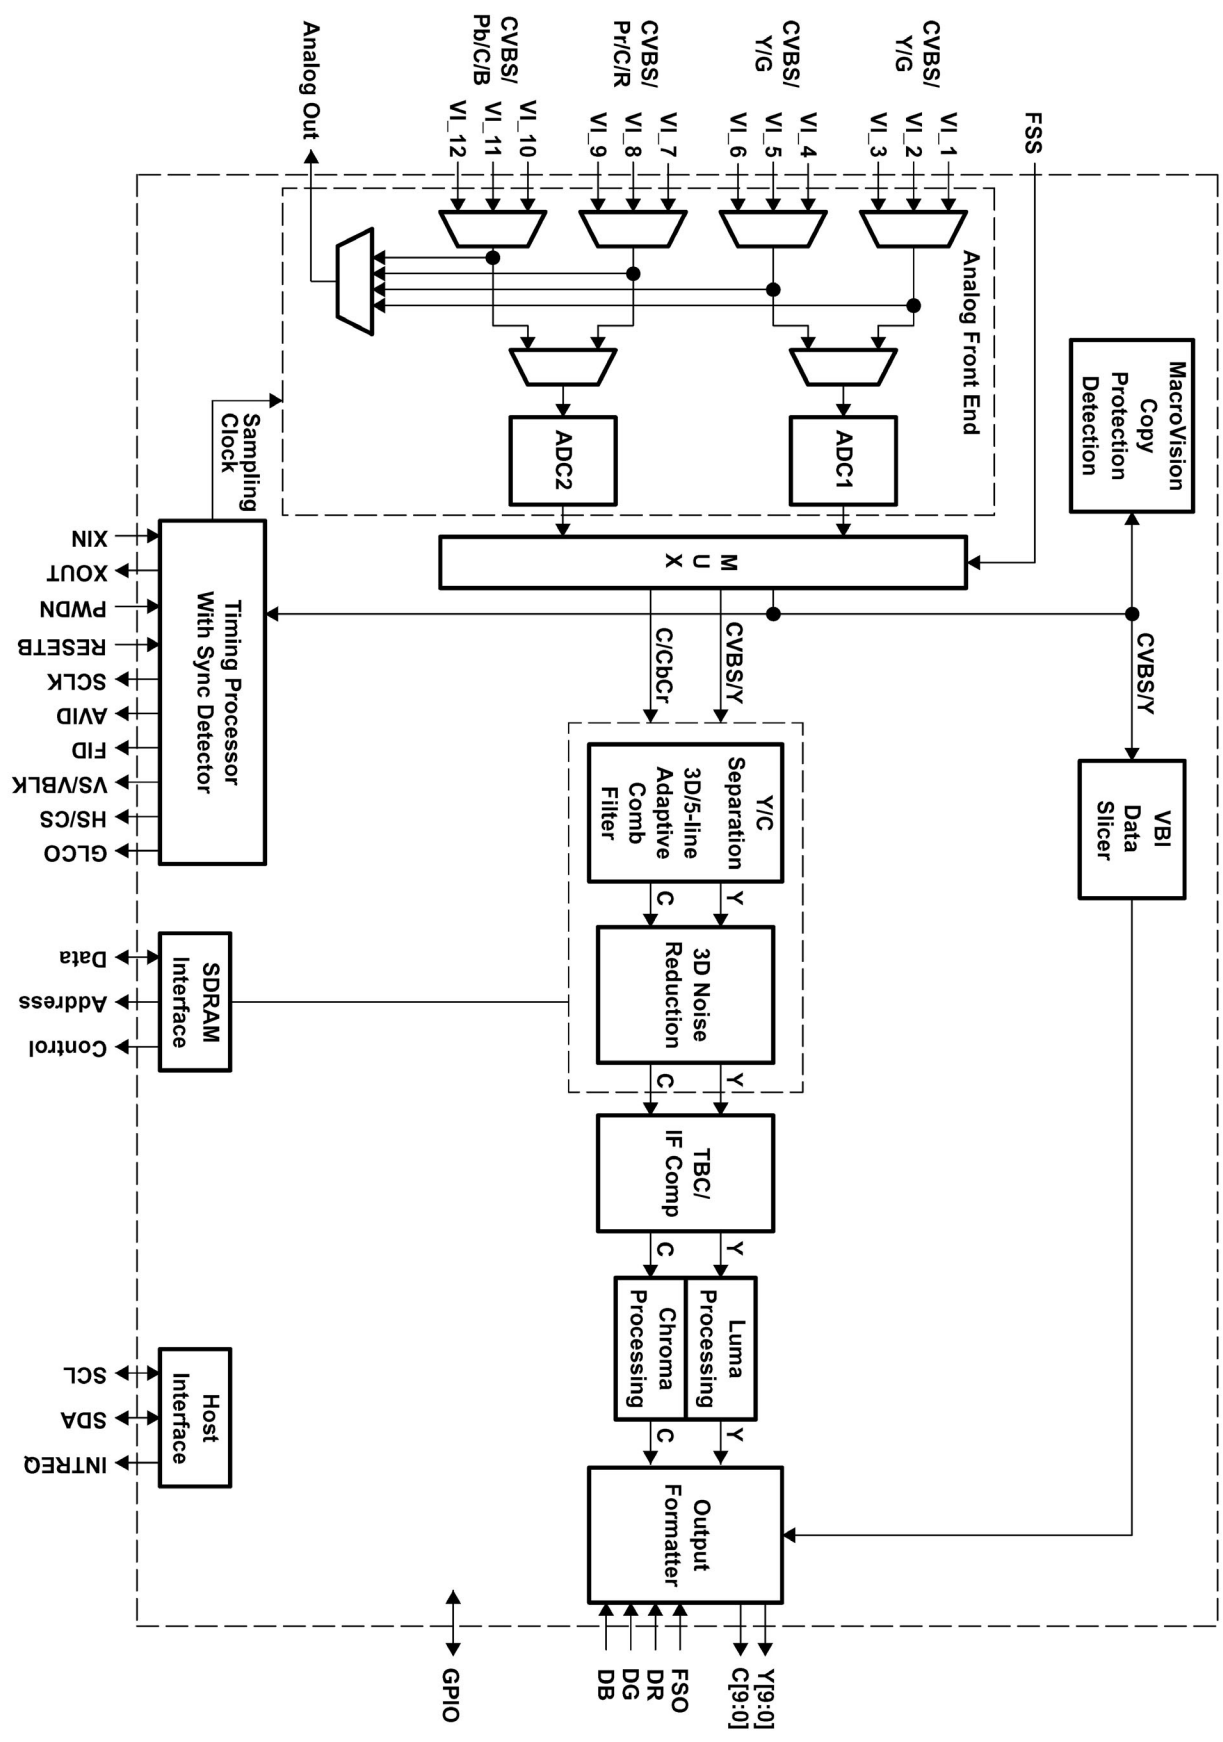 MacroVision
Copy
Protection
Detection
CVBS/Y
VBI
Data
Slicer
FSS
CVBS/
Y/G
VI_1
VI_2
VI_3
CVBS/
Y/G
VI_4
VI_5
VI_6
CVBS/
Pr/C/R
VI_7
VI_8
VI_9
CVBS/
Pb/C/B
VI_10
VI_11
VI_12
Analog Out
Analog Front End
ADC1
ADC2
M
U
X
CVBS/Y
C/CbCr
Y/C
Separation
3D/5-line
Adaptive
Comb
Filter
Y
C
3D Noise
Reduction
Y
C
TBC/
IF Comp
Y
C
Luma
Processing
Chroma
Processing
Y
C
Output
Formatter
Y[9:0]
C[9:0]
FSO
DR
DG
DB
GPIO
Sampling
Clock
Timing Processor
With Sync Detector
XIN
XOUT
PWDN
RESETB
SCLK
AVID
FID
VS/VBLK
HS/CS
GLCO
SDRAM
Interface
Data
Address
Control
Host
Interface
SCL
SDA
INTREQ